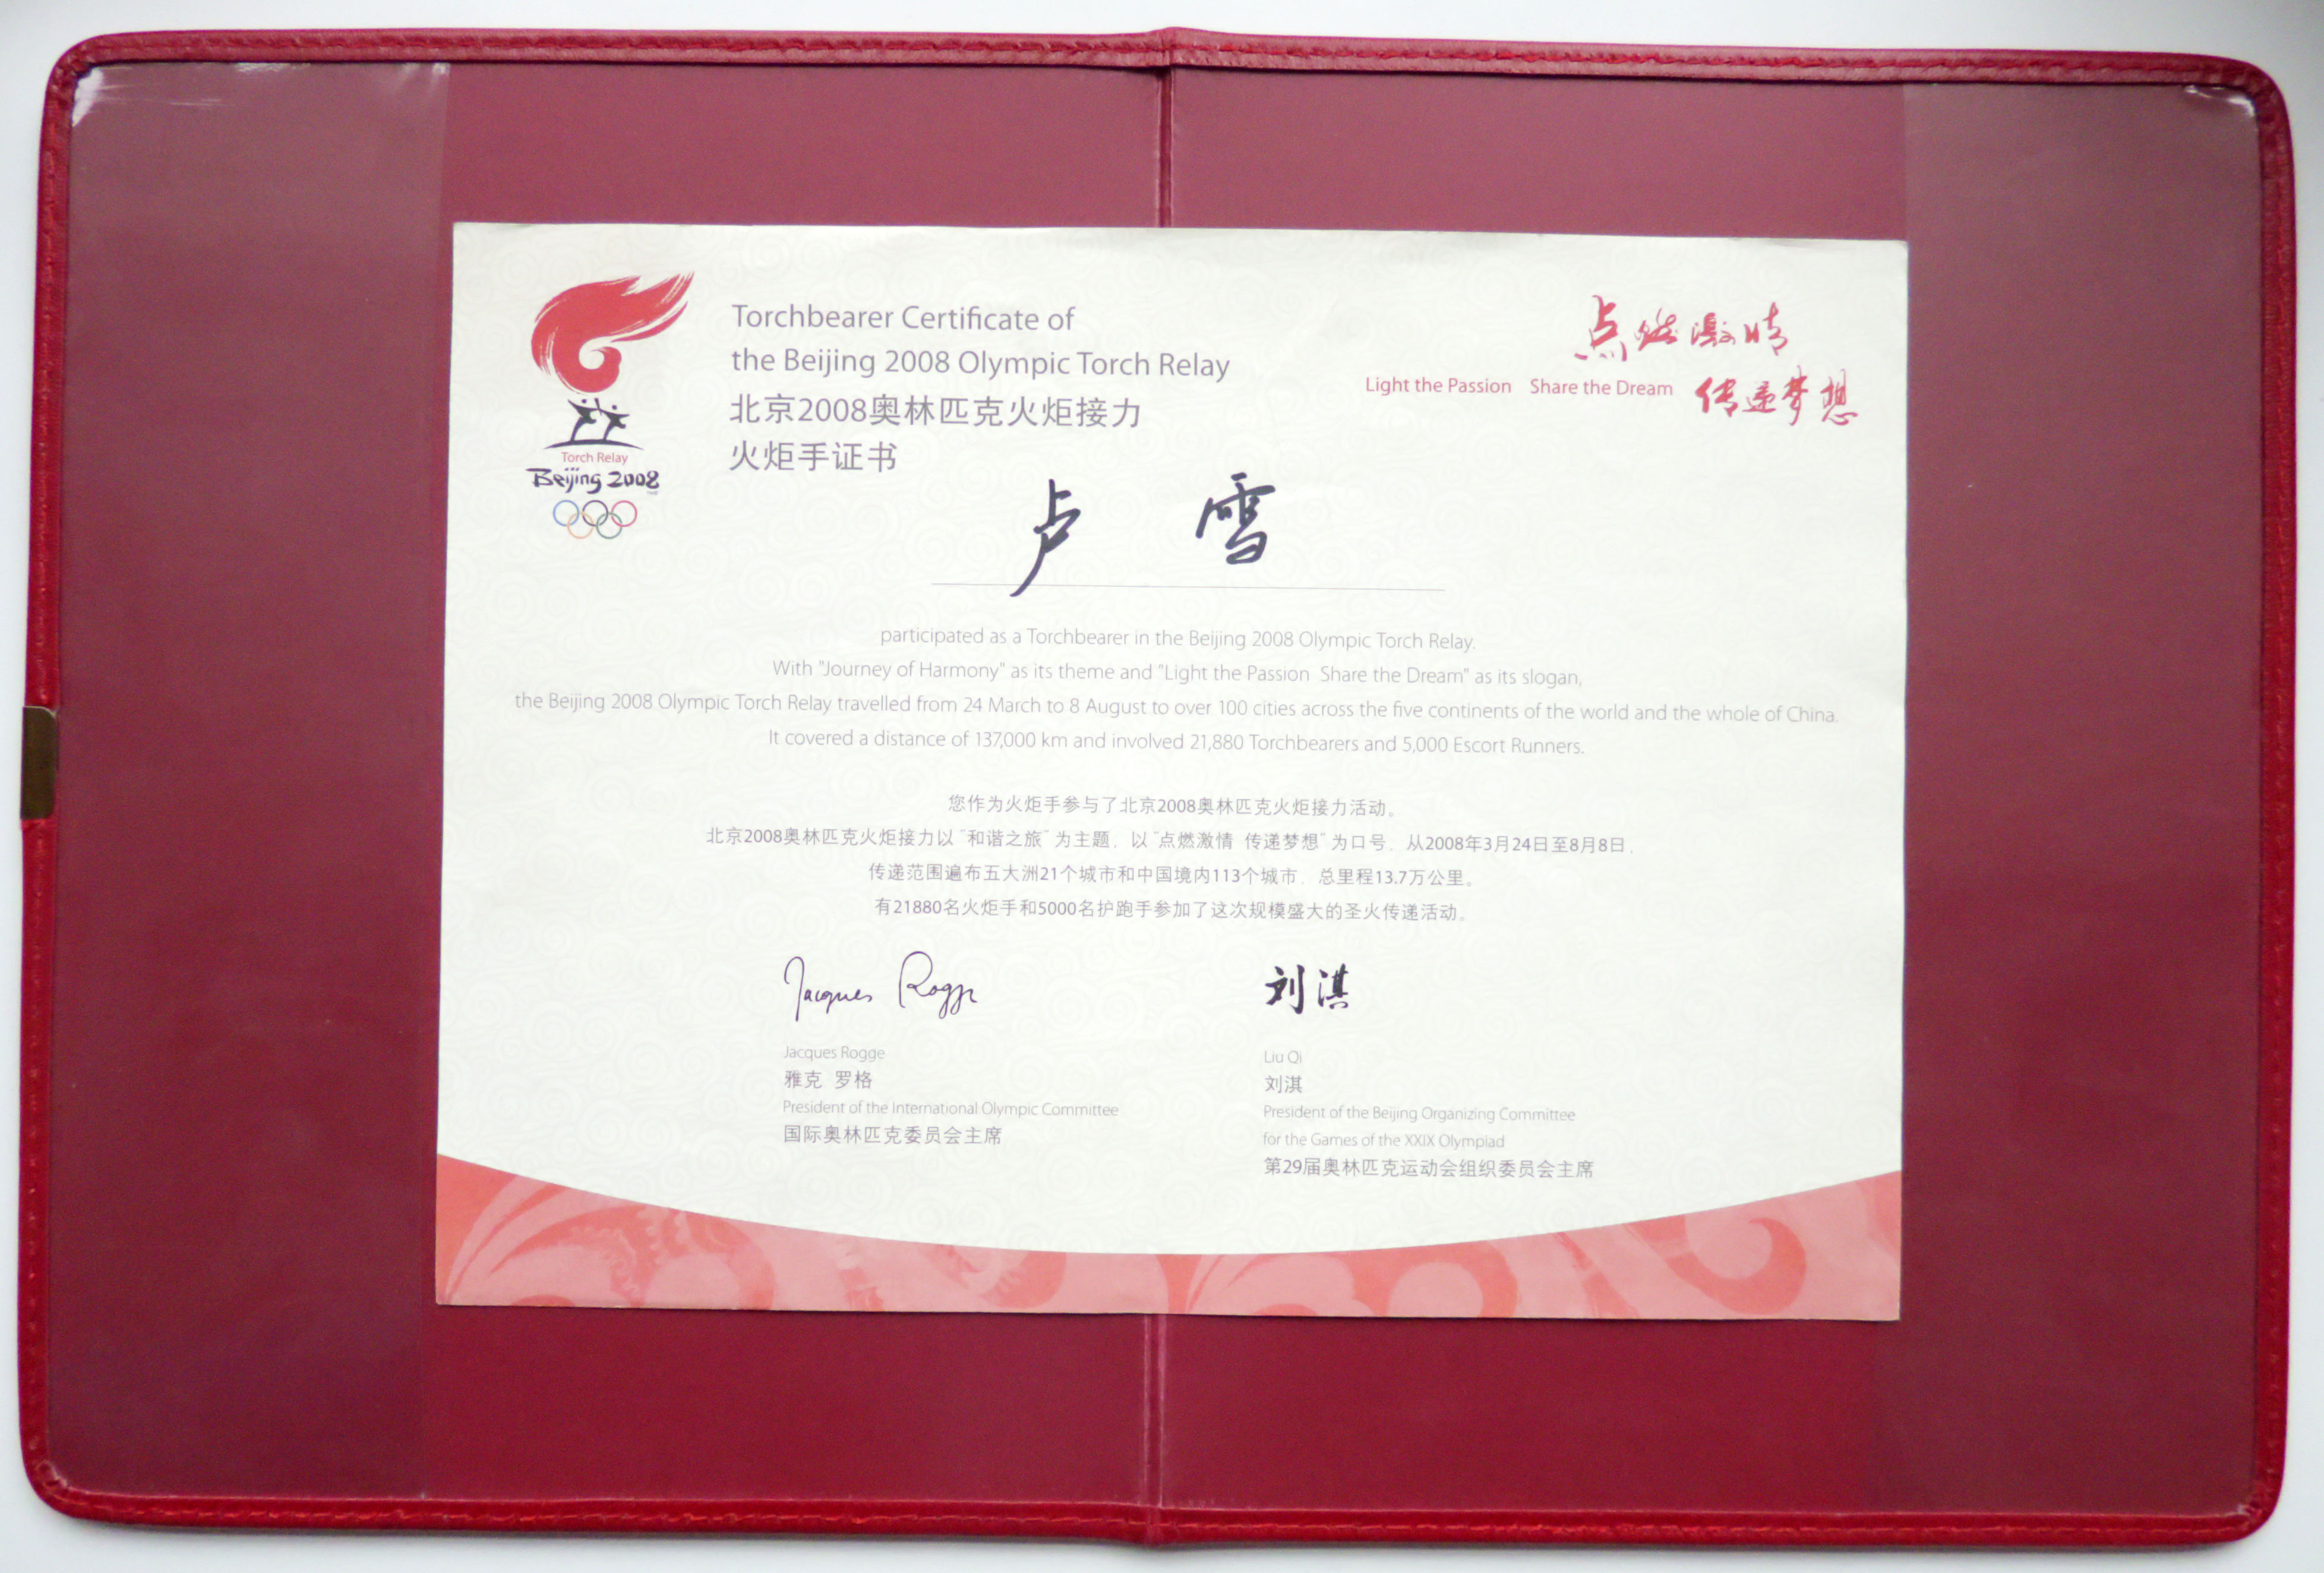 Torchbearer Certificate of
the Beijing 2008 Olympic Torch Relay
北京2008奥林匹克火炬接力
火炬手证书
点燃激情
Light the Passion Share the Dream 传递梦想
Torch Relay
Beijing 2008
卢 雪
participated as a Torchbearer in the Beijing 2008 Olympic Torch Relay.
With "Journey of Harmony" as its theme and "Light the Passion Share the Dream" as its slogan,
the Beijing 2008 Olympic Torch Relay travelled from 24 March to 8 August to over 100 cities across the five continents of the world and the whole of China.
It covered a distance of 137,000 km and involved 21,880 Torchbearers and 5,000 Escort Runners.
您作为火炬手参与了北京2008奥林匹克火炬接力活动。
北京2008奥林匹克火炬接力以"和谐之旅"为主题，以"点燃激情 传递梦想"为口号，从2008年3月24日至8月8日，
传递范围遍布五大洲21个城市和中国境内113个城市，总里程13.7万公里。
有21880名火炬手和5000名护跑手参加了这次规模盛大的圣火传递活动。
Jacques Rogge
刘淇
Jacques Rogge
雅克 罗格
President of the International Olympic Committee
国际奥林匹克委员会主席
Liu Qi
刘淇
President of the Beijing Organizing Committee
for the Games of the XXIX Olympiad
第29届奥林匹克运动会组织委员会主席